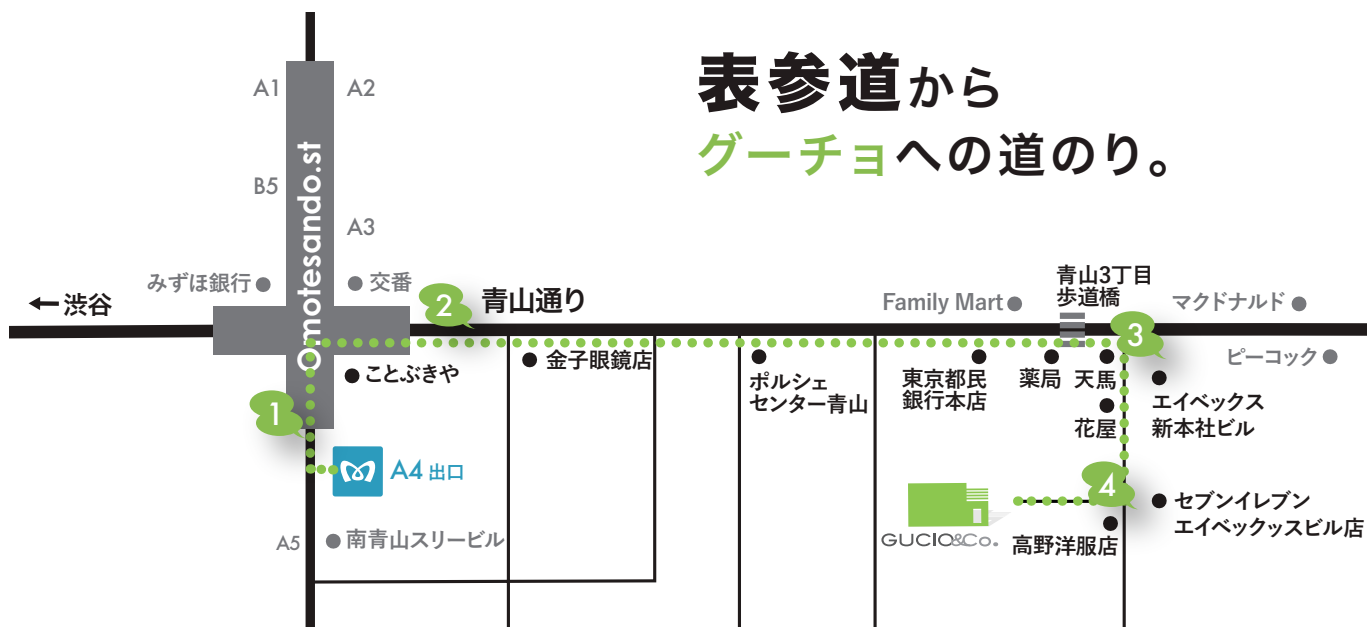 表参道から
グーチョへの道のり。
A1
A2
B5
A3
Omotesando.st
みずほ銀行
交番
←渋谷
2
青山通り
Family Mart
青山3丁目
歩道橋
マクドナルド
3
ことぶきや
金子眼鏡店
ポルシェ
センター青山
東京都民
銀行本店
薬局
天馬
ピーコック
エイベックス
新本社ビル
花屋
1
A4 出口
4
GUCIO&Co.
高野洋服店
セブンイレブン
エイベックッスビル店
A5
南青山スリービル